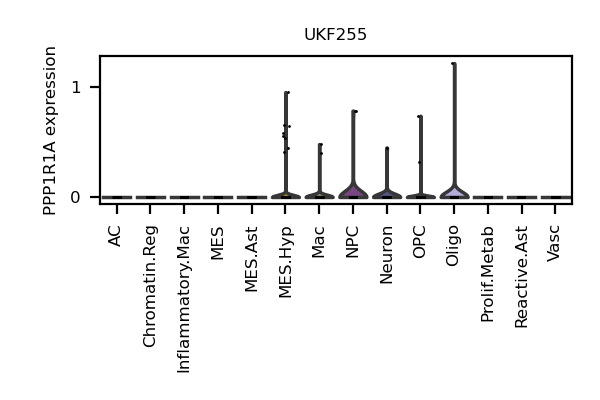 UKF255
PPP1R1A expression
1
0
AC
Chromatin.Reg
Inflammatory.Mac
MES
MES.Ast
MES.Hyp
Mac
NPC
Neuron
OPC
Oligo
Prolif.Metab
Reactive.Ast
Vasc